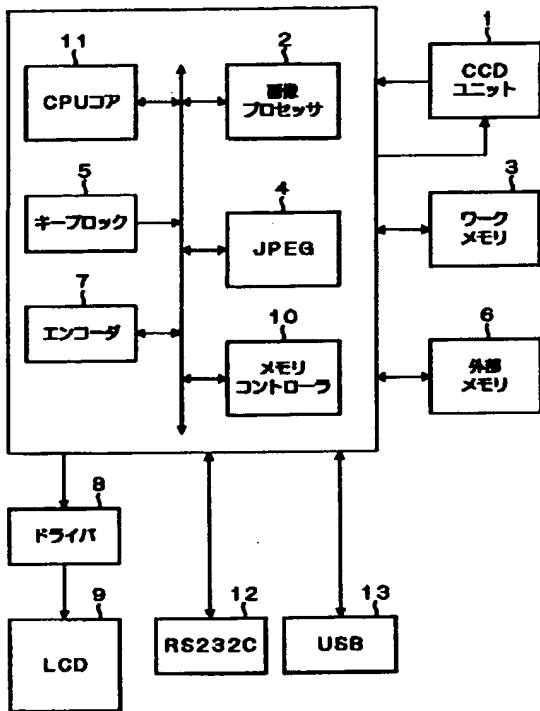 11
CPUコア
2
画像
プロセッサ
1
CCD
ユニット
5
キーブロック
4
JPEG
3
ワーク
メモリ
7
エンコーダ
10
メモリ
コントローラ
6
外部
メモリ
8
ドライバ
9
LCD
12
RS232C
13
USB